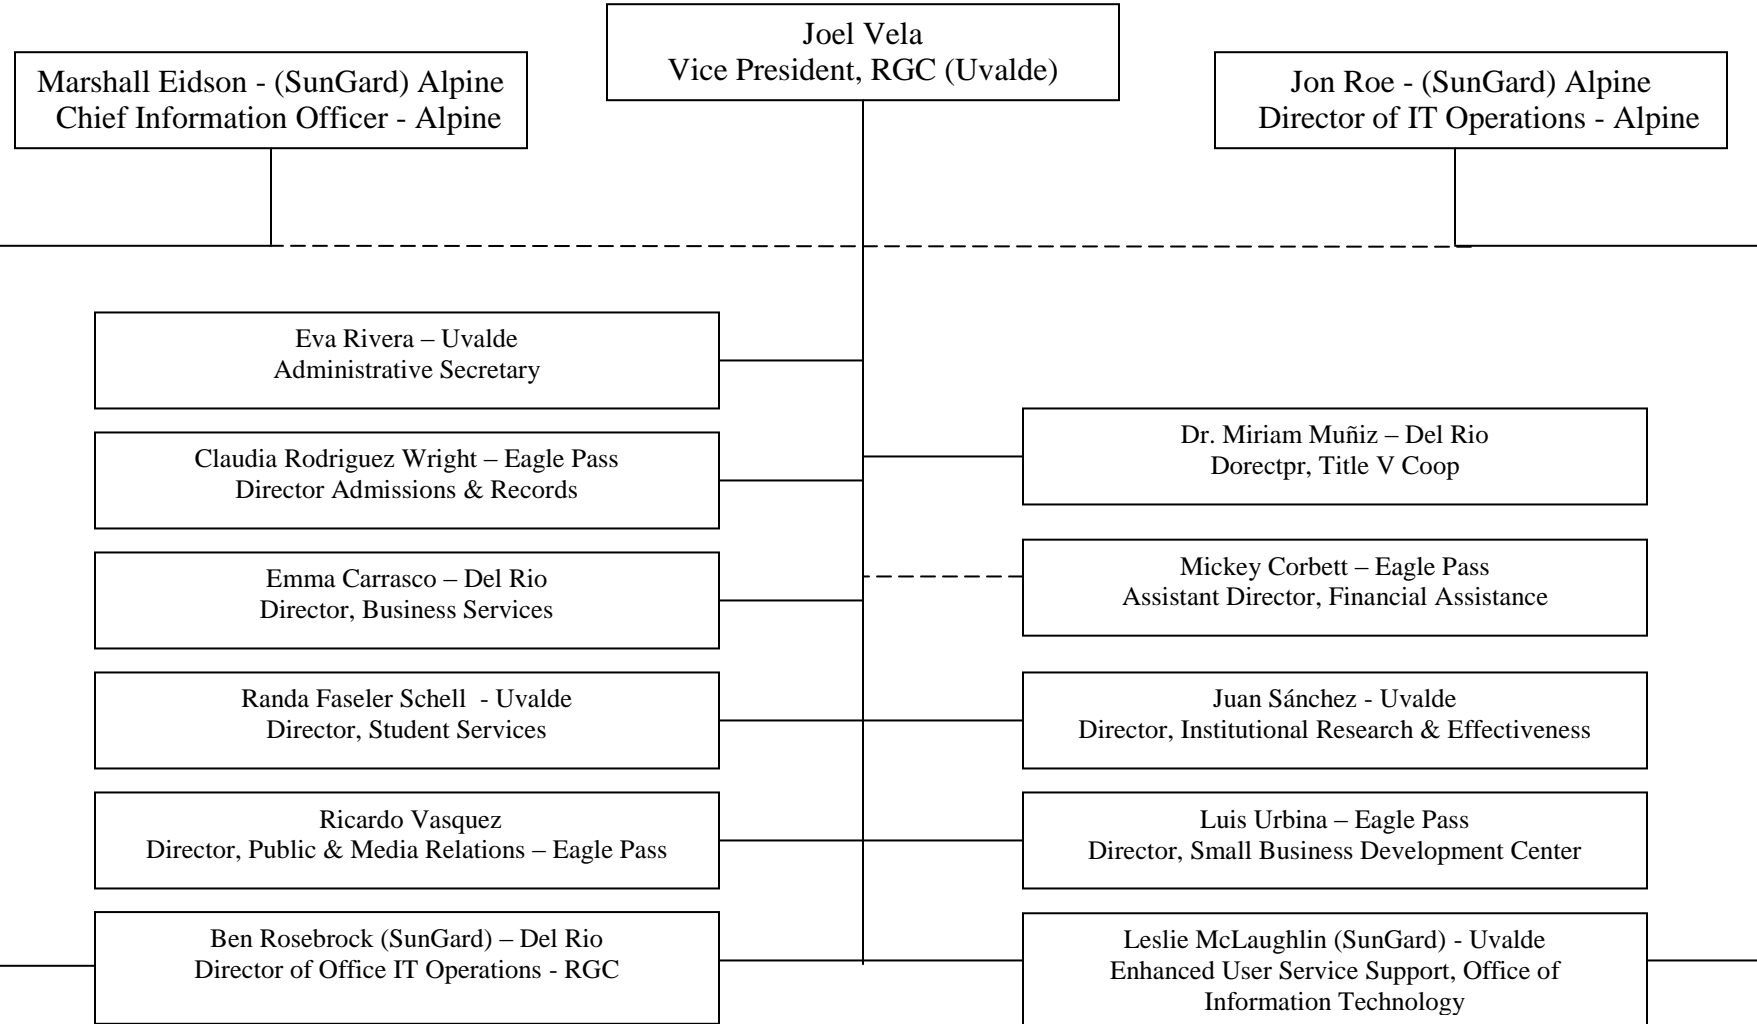 Joel Vela
Vice President, RGC (Uvalde)
Marshall Eidson - (SunGard) Alpine
Chief Information Officer - Alpine
Jon Roe - (SunGard) Alpine
Director of IT Operations - Alpine
Eva Rivera – Uvalde
Administrative Secretary
Claudia Rodriguez Wright – Eagle Pass
Director Admissions & Records
Emma Carrasco – Del Rio
Director, Business Services
Randa Faseler Schell - Uvalde
Director, Student Services
Ricardo Vasquez
Director, Public & Media Relations – Eagle Pass
Ben Rosebrock (SunGard) – Del Rio
Director of Office IT Operations - RGC
Dr. Miriam Muñiz – Del Rio
Dorectpr, Title V Coop
Mickey Corbett – Eagle Pass
Assistant Director, Financial Assistance
Juan Sánchez - Uvalde
Director, Institutional Research & Effectiveness
Luis Urbina – Eagle Pass
Director, Small Business Development Center
Leslie McLaughlin (SunGard) - Uvalde
Enhanced User Service Support, Office of
Information Technology